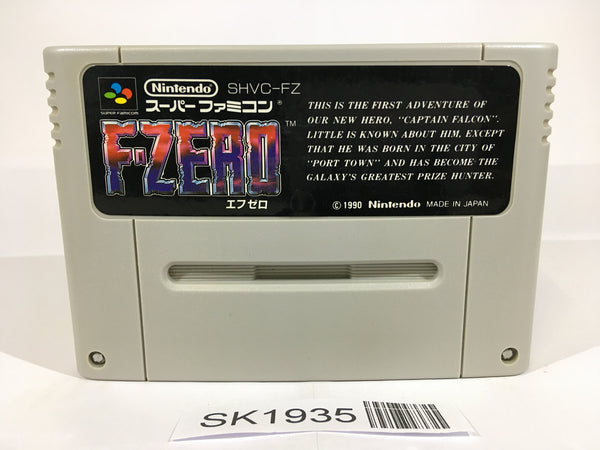 Nintendo SHVC-FZ
SUPER FAMICOM
スーパーファミコン®
F-ZERO™
エフゼロ
THIS IS THE FIRST ADVENTURE OF
OUR NEW HERO, "CAPTAIN FALCON".
LITTLE IS KNOWN ABOUT HIM, EXCEPT
THAT HE WAS BORN IN THE CITY OF
"PORT TOWN" AND HAS BECOME THE
GALAXY'S GREATEST PRIZE HUNTER.
© 1990 Nintendo MADE IN JAPAN
SK1935